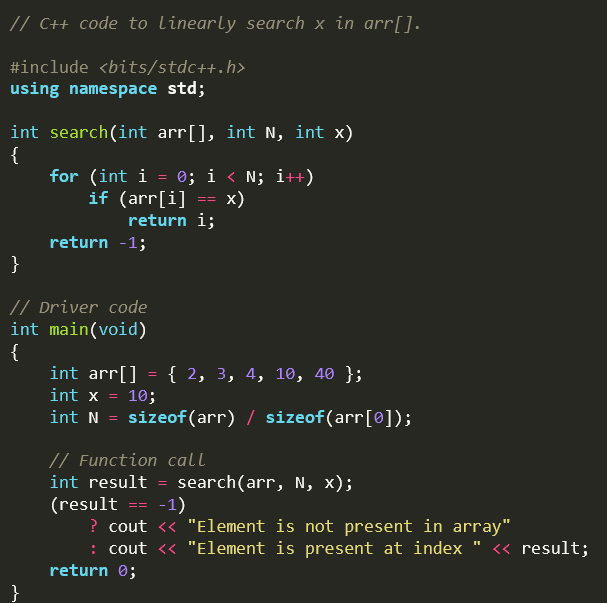 // C++ code to linearly search x in arr[].

#include <bits/stdc++.h>
using namespace std;

int search(int arr[], int N, int x)
{
    for (int i = 0; i < N; i++)
        if (arr[i] == x)
            return i;
    return -1;
}

// Driver code
int main(void)
{
    int arr[] = { 2, 3, 4, 10, 40 };
    int x = 10;
    int N = sizeof(arr) / sizeof(arr[0]);

    // Function call
    int result = search(arr, N, x);
    (result == -1)
        ? cout << "Element is not present in array"
        : cout << "Element is present at index " << result;
    return 0;
}